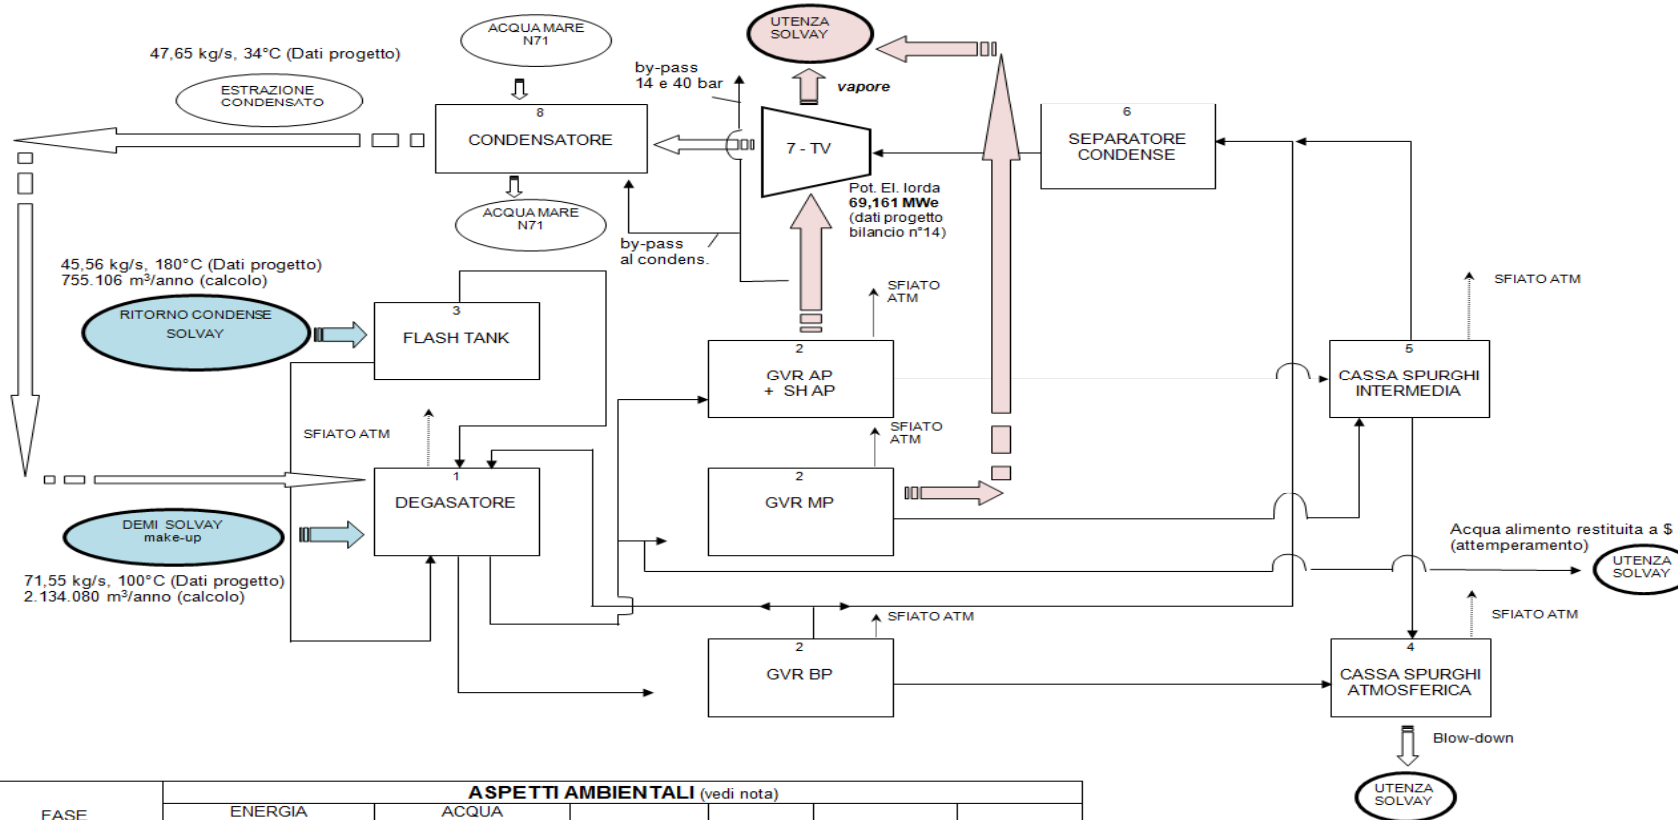 ACQUA MARE
N71
UTENZA
SOLVAY
47,65 kg/s, 34°C (Dati progetto)
ESTRAZIONE
CONDENSATO
by-pass
14 e 40 bar
vapore
8
CONDENSATORE
7 - TV
6
SEPARATORE
CONDENSE
Pot. El. lorda
69,161 MWe
(dati progetto
bilancio n°14)
ACQUA MARE
N71
by-pass
al condens.
45,56 kg/s, 180°C (Dati progetto)
755.106 m³/anno (calcolo)
RITORNO CONDENSE
SOLVAY
3
FLASH TANK
SFIATO
ATM
SFIATO ATM
2
GVR AP
+ SH AP
5
CASSA SPURGHI
INTERMEDIA
SFIATO ATM
SFIATO
ATM
1
DEGASATORE
2
GVR MP
DEMI SOLVAY
make-up
71,55 kg/s, 100°C (Dati progetto)
2.134.080 m³/anno (calcolo)
Acqua alimento restituita a $
(attemperamento)
UTENZA
SOLVAY
SFIATO ATM
SFIATO ATM
2
GVR BP
4
CASSA SPURGHI
ATMOSFERICA
Blow-down
UTENZA
SOLVAY
ASPETTI AMBIENTALI (vedi nota)
FASE
ENERGIA
ACQUA